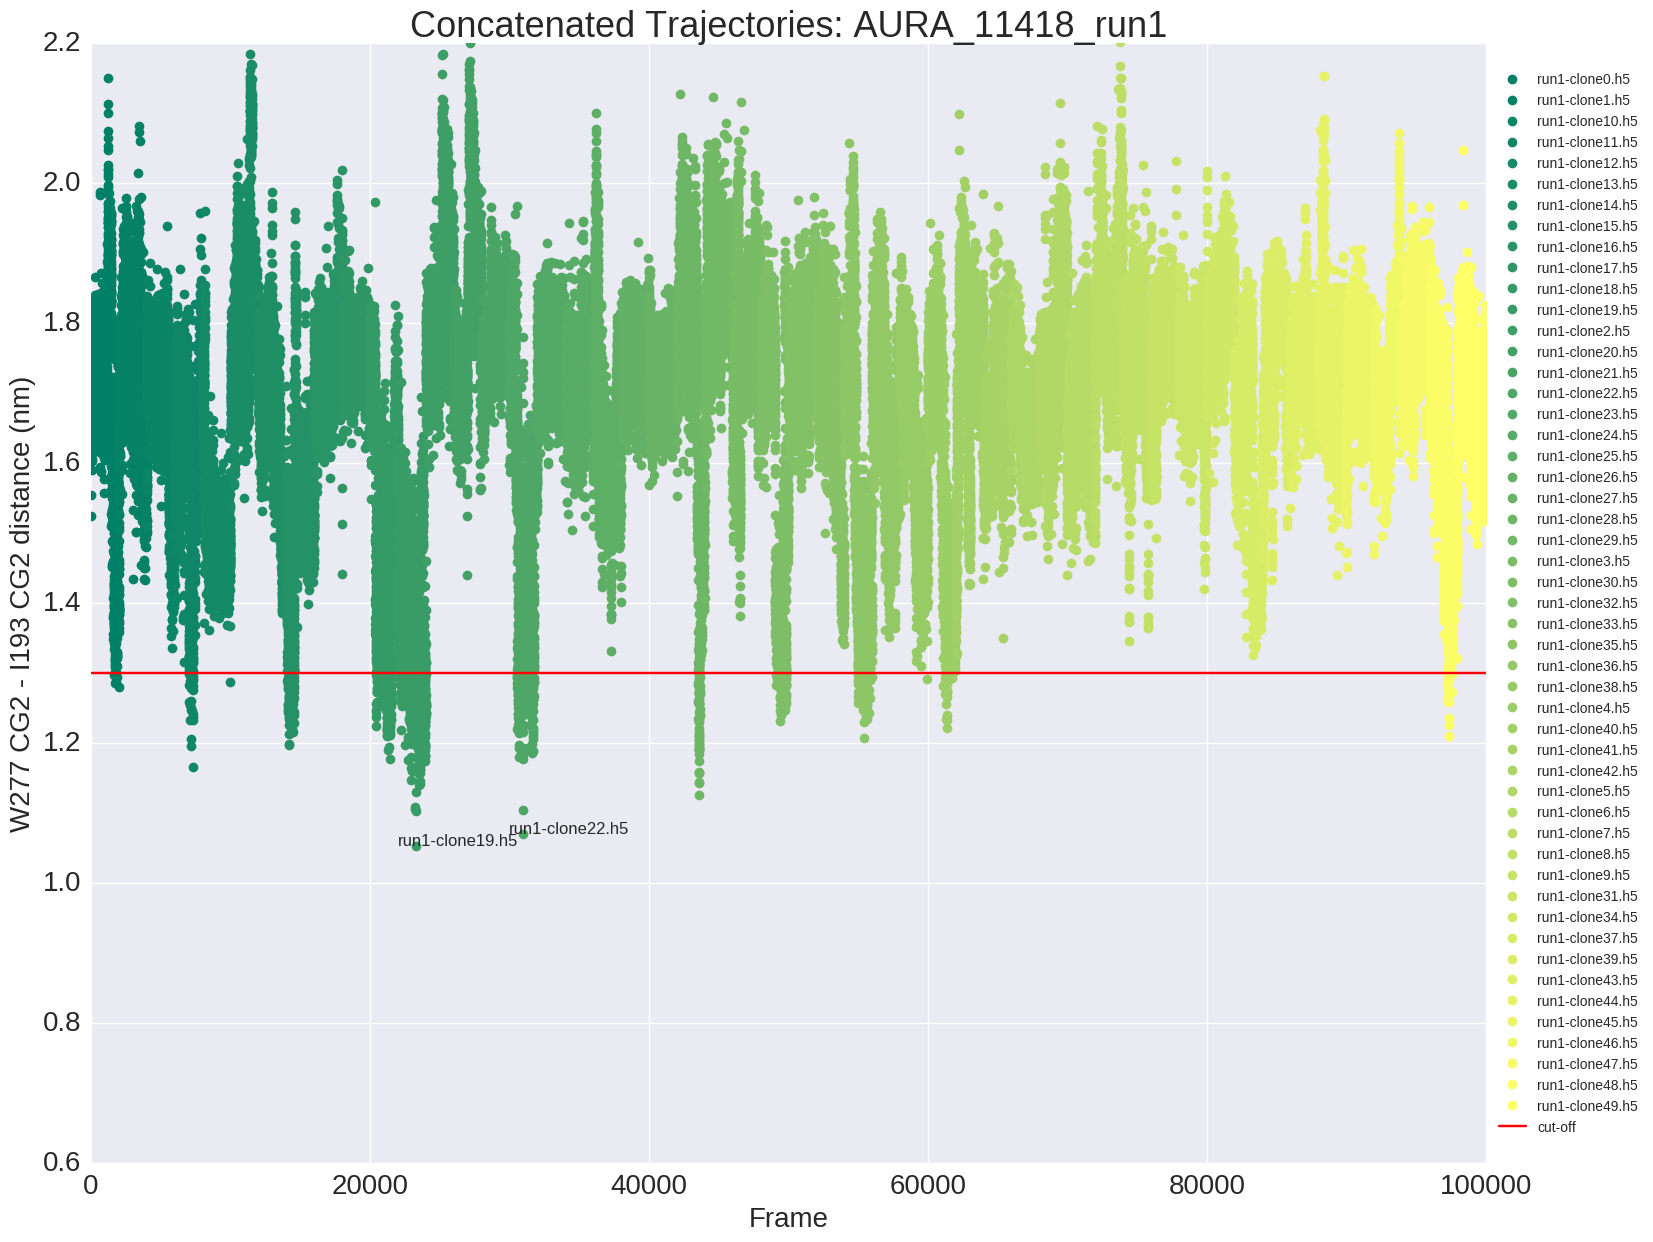 Concatenated Trajectories: AURA_11418_run1
W277 CG2 - I193 CG2 distance (nm)
2.2
2.0
1.8
1.6
1.4
1.2
1.0
0.8
0.6
run1-clone22.h5
run1-clone19.h5
0
20000
40000
60000
80000
100000
Frame
run1-clone0.h5
run1-clone1.h5
run1-clone10.h5
run1-clone11.h5
run1-clone12.h5
run1-clone13.h5
run1-clone14.h5
run1-clone15.h5
run1-clone16.h5
run1-clone17.h5
run1-clone18.h5
run1-clone19.h5
run1-clone2.h5
run1-clone20.h5
run1-clone21.h5
run1-clone22.h5
run1-clone23.h5
run1-clone24.h5
run1-clone25.h5
run1-clone26.h5
run1-clone27.h5
run1-clone28.h5
run1-clone29.h5
run1-clone3.h5
run1-clone30.h5
run1-clone32.h5
run1-clone33.h5
run1-clone35.h5
run1-clone36.h5
run1-clone38.h5
run1-clone4.h5
run1-clone40.h5
run1-clone41.h5
run1-clone42.h5
run1-clone5.h5
run1-clone6.h5
run1-clone7.h5
run1-clone8.h5
run1-clone9.h5
run1-clone31.h5
run1-clone34.h5
run1-clone37.h5
run1-clone39.h5
run1-clone43.h5
run1-clone44.h5
run1-clone45.h5
run1-clone46.h5
run1-clone47.h5
run1-clone48.h5
run1-clone49.h5
cut-off